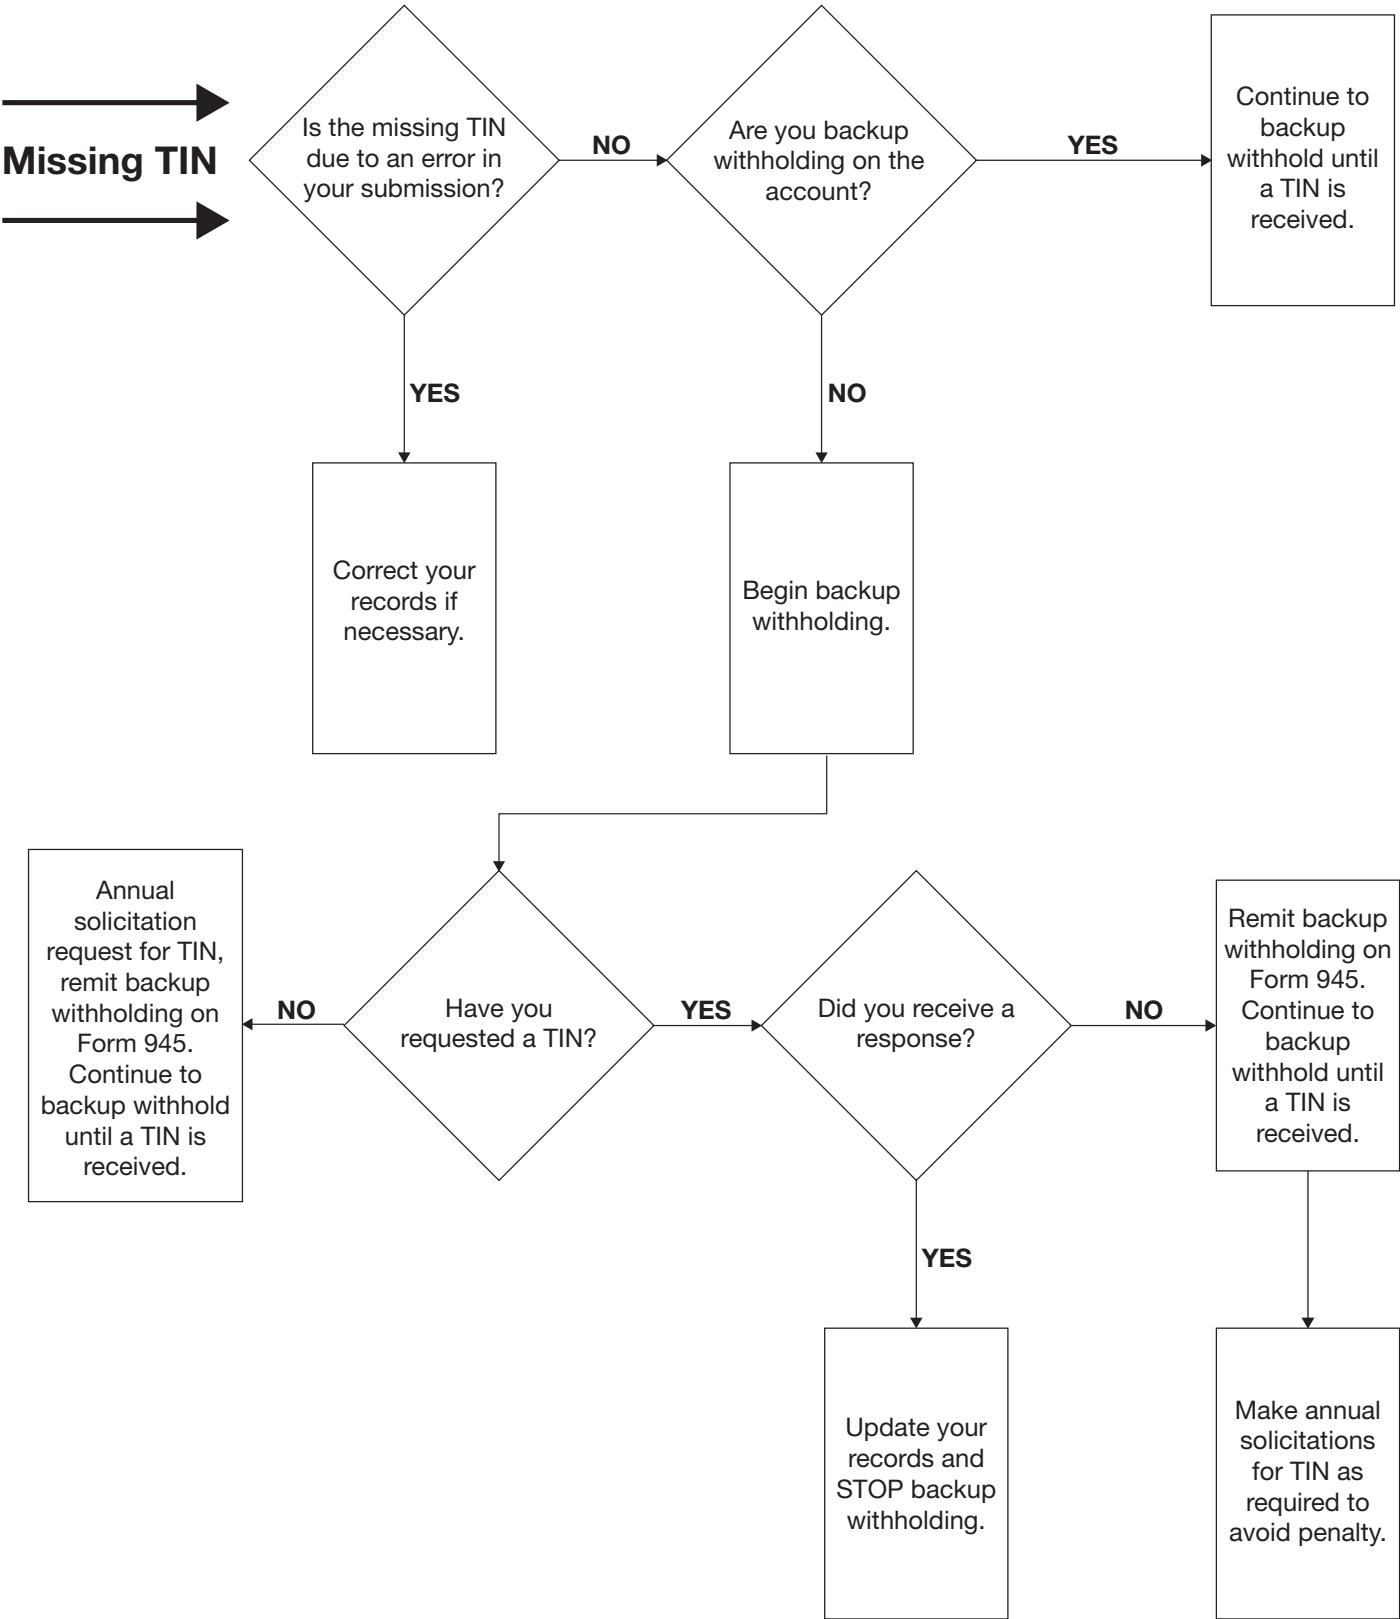 Missing TIN
Is the missing TIN
due to an error in
your submission?
NO
Are you backup
withholding on the
account?
YES
Continue to
backup
withhold until
a TIN is
received.
YES
NO
Correct your
records if
necessary.
Begin backup
withholding.
Annual
solicitation
request for TIN,
remit backup
withholding on
Form 945.
Continue to
backup withhold
until a TIN is
received.
NO
Have you
requested a TIN?
YES
Did you receive a
response?
NO
Remit backup
withholding on
Form 945.
Continue to
backup
withhold until
a TIN is
received.
YES
Update your
records and
STOP backup
withholding.
Make annual
solicitations
for TIN as
required to
avoid penalty.